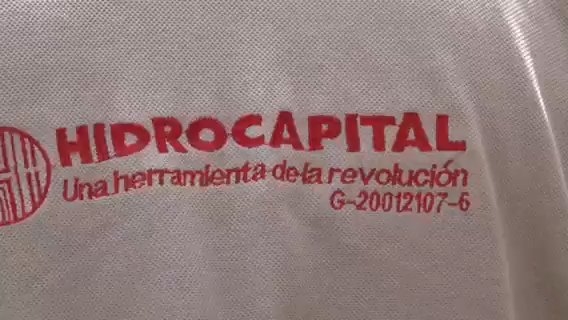 HIDROCAPITAL
Una herramienta de la revolución
G-20012107-6